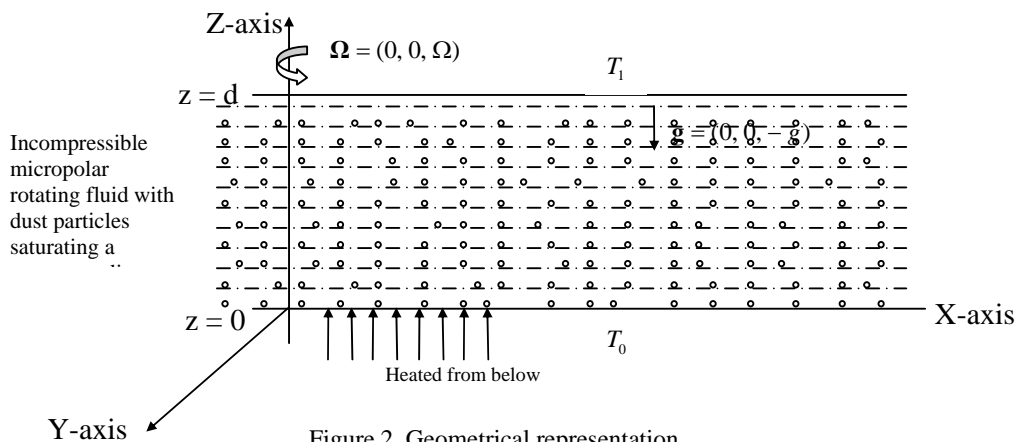 Z-axis
Ω = (0, 0, Ω)
T₁
z = d
g = (0, 0, – g)
Incompressible
micropolar
rotating fluid with
dust particles
saturating a
z = 0
X-axis
T₀
Heated from below
Y-axis
Figure 2. Geometrical representation